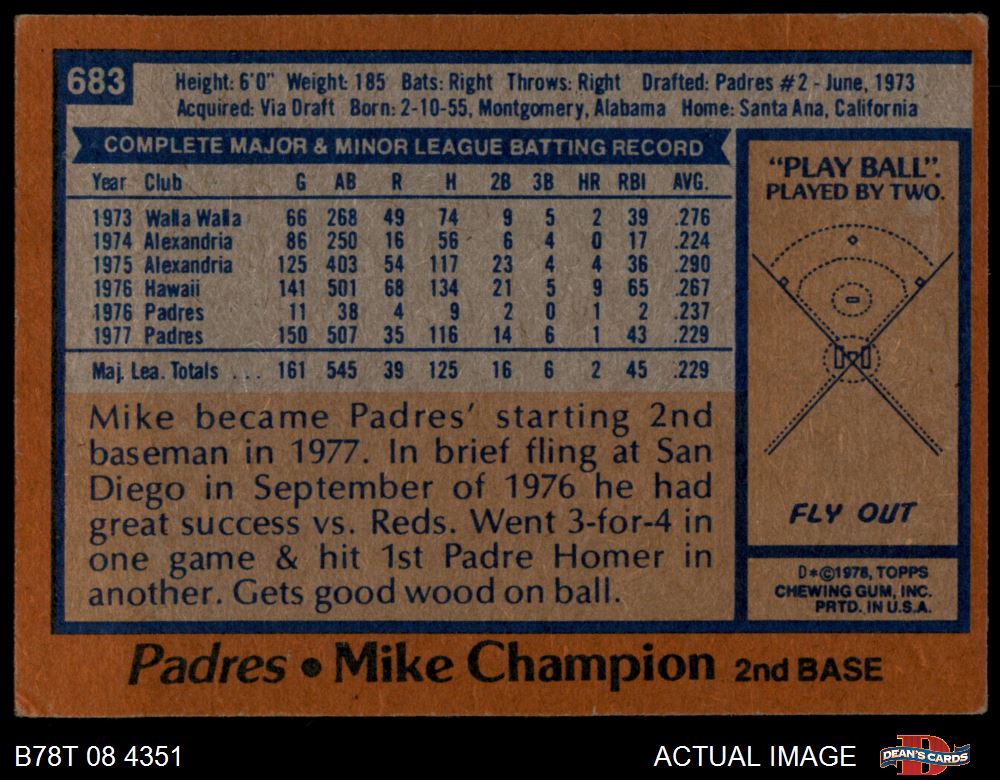 683
Height: 6'0" Weight: 185 Bats: Right Throws: Right Drafted: Padres #2 - June, 1973
Acquired: Via Draft Born: 2-10-55, Montgomery, Alabama Home: Santa Ana, California
COMPLETE MAJOR & MINOR LEAGUE BATTING RECORD
Year Club G AB R H 2B 3B HR RBI AVG.
1973 Walla Walla 66 268 49 74 9 5 2 39 .276
1974 Alexandria 86 250 16 56 6 4 0 17 .224
1975 Alexandria 125 403 54 117 23 4 4 36 .290
1976 Hawaii 141 501 68 134 21 5 9 65 .267
1976 Padres 11 38 4 9 2 0 1 2 .237
1977 Padres 150 507 35 116 14 6 1 43 .229
Maj. Lea. Totals ... 161 545 39 125 16 6 2 45 .229
Mike became Padres' starting 2nd
baseman in 1977. In brief fling at San
Diego in September of 1976 he had
great success vs. Reds. Went 3-for-4 in
one game & hit 1st Padre Homer in
another. Gets good wood on ball.
"PLAY BALL".
PLAYED BY TWO.
FLY OUT
D*©1978, TOPPS
CHEWING GUM, INC.
PRTD. IN U.S.A.
Padres • Mike Champion 2nd BASE
B78T 08 4351
ACTUAL IMAGE
DEAN'S CARDS